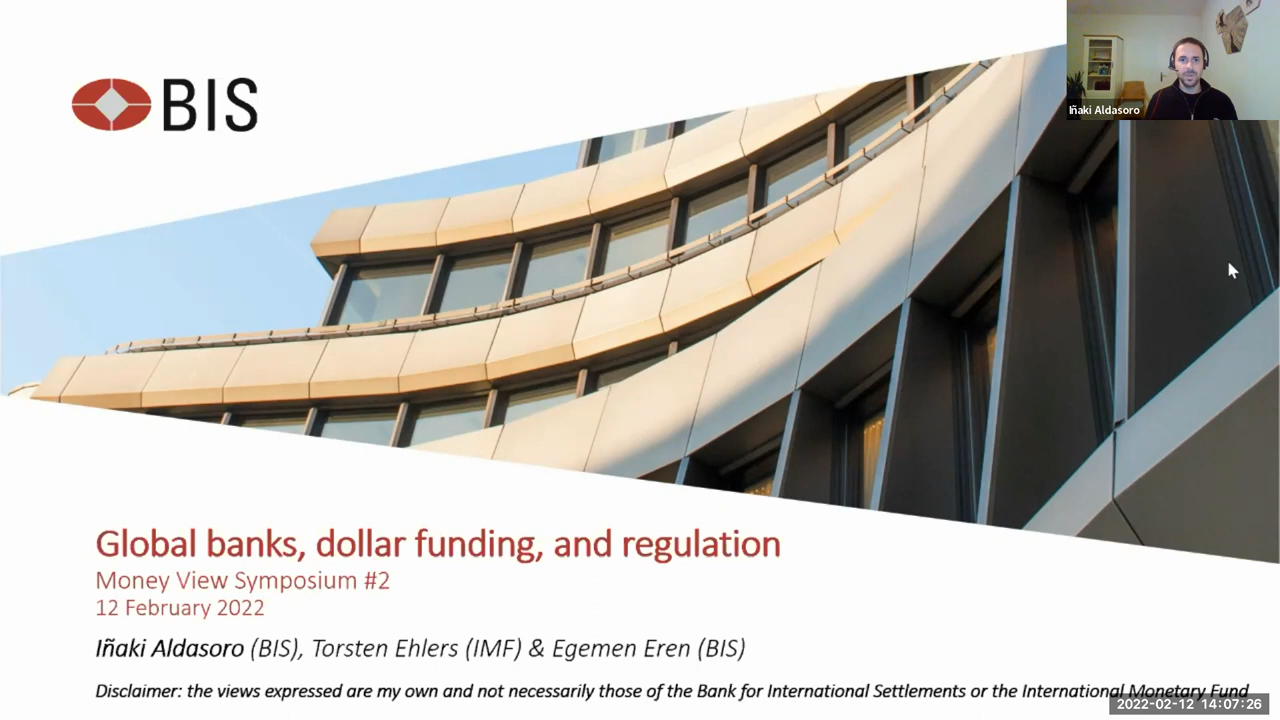 BIS
Iñaki Aldasoro
Global banks, dollar funding, and regulation
Money View Symposium #2
12 February 2022
Iñaki Aldasoro (BIS), Torsten Ehlers (IMF) & Egemen Eren (BIS)
Disclaimer: the views expressed are my own and not necessarily those of the Bank for International Settlements or the International Monetary Fund
2022-02-12 14:07:26